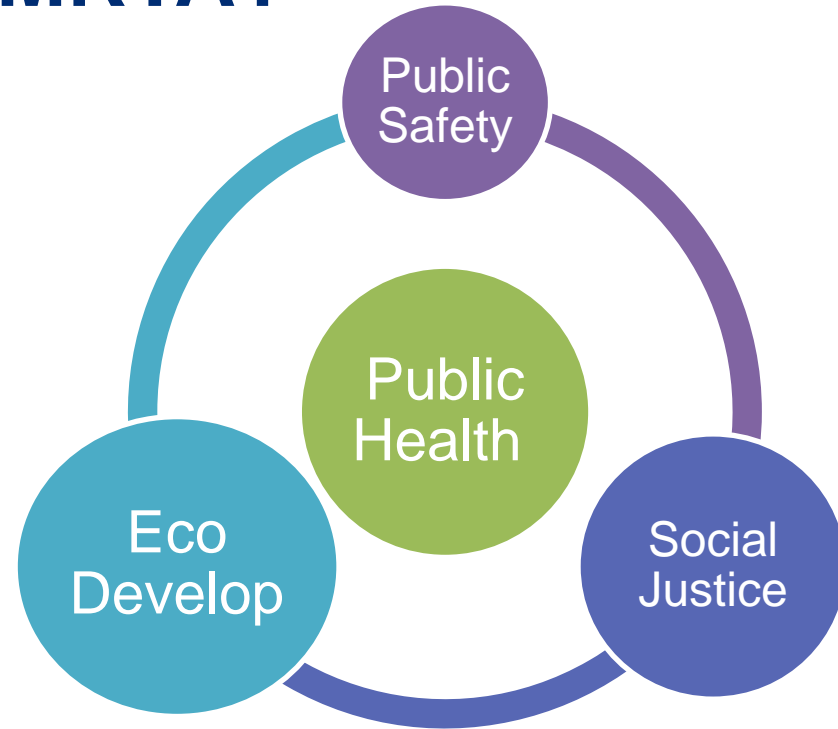 Public
Safety
Public
Health
Eco
Develop
Social
Justice